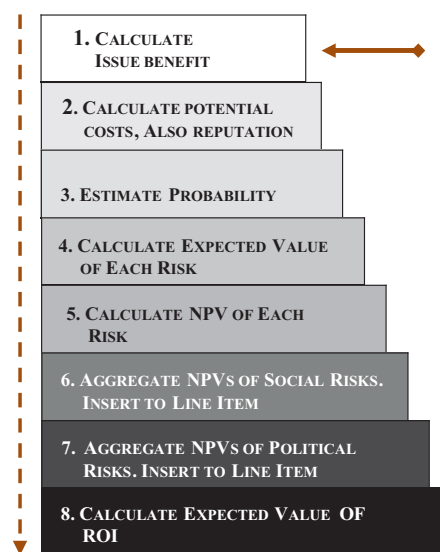 1. CALCULATE
ISSUE BENEFIT
2. CALCULATE POTENTIAL
COSTS, ALSO REPUTATION
3. ESTIMATE PROBABILITY
4. CALCULATE EXPECTED VALUE
OF EACH RISK
5. CALCULATE NPV OF EACH
RISK
6. AGGREGATE NPVS OF SOCIAL RISKS.
INSERT TO LINE ITEM
7. AGGREGATE NPVS OF POLITICAL
RISKS. INSERT TO LINE ITEM
8. CALCULATE EXPECTED VALUE OF
ROI